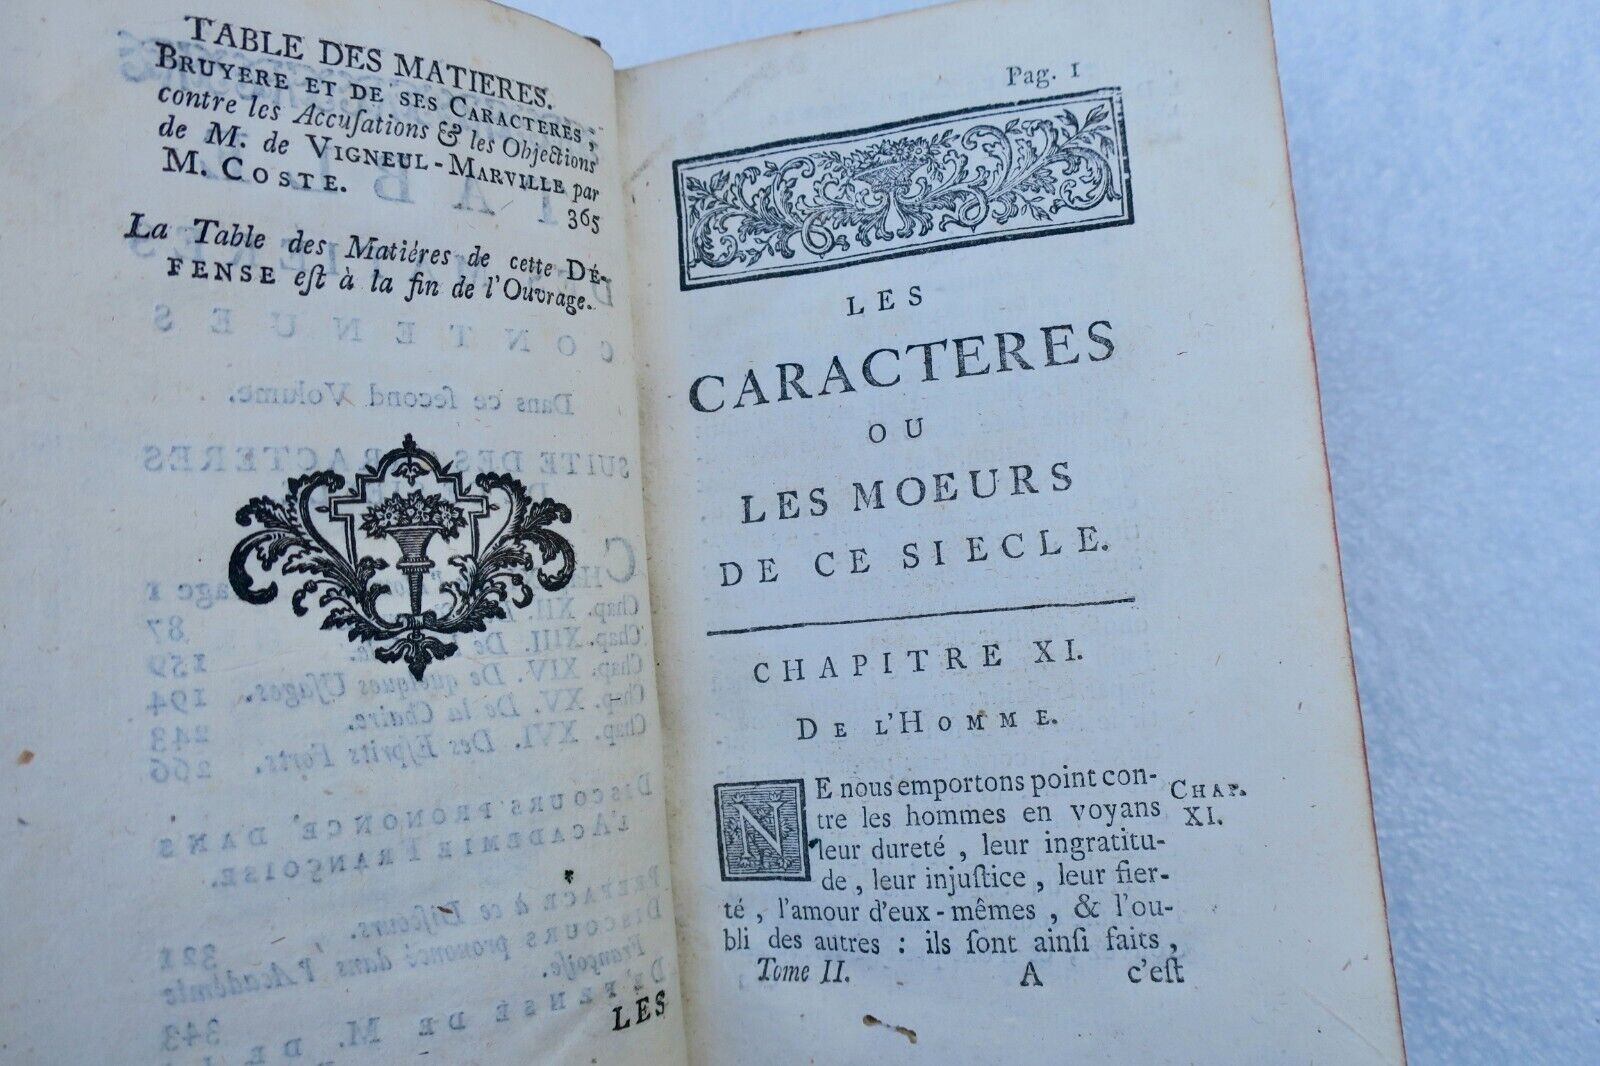 TABLE DES MATIERES.
BRUYERE ET DE SES CARACTERES,
contre les Accuſations & les Objections
de M. de VIGNEUL-MARVILLE par
M. COSTE.
365
La Table des Matiéres de cette DÉ-
FENSE eſt à la fin de l'Ouvrage.
LES
Pag. 1
LES
CARACTERES
OU
LES MOEURS
DE CE SIECLE.
CHAPITRE XI.
DE L'HOMME.
NE nous emportons point con-
tre les hommes en voyans
leur dureté, leur ingratitu-
de, leur injuſtice, leur fier-
té, l'amour d'eux-mêmes, & l'ou-
bli des autres : ils ſont ainſi faits,
CHAP.
XI.
Tome II. A c'eſt